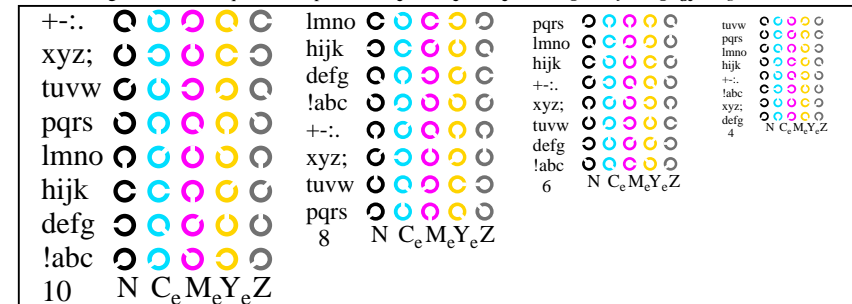 +-:.
xyz;
tuvw
pqrs
lmno
hijk
defg
!abc
10 N CeMeYeZ
lmno
hijk
defg
!abc
+-:.
xyz;
tuvw
pqrs
8 N CeMeYeZ
pqrs
lmno
hijk
+-:.
xyz;
tuvw
defg
!abc
6 N CeMeYeZ
tuvw
pqrs
lmno
hijk
+-:.
!abc
xyz;
defg
4 N CeMeYeZ